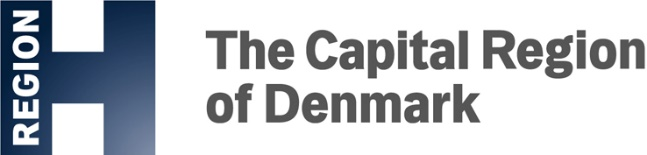 REGION
H
The Capital Region
of Denmark